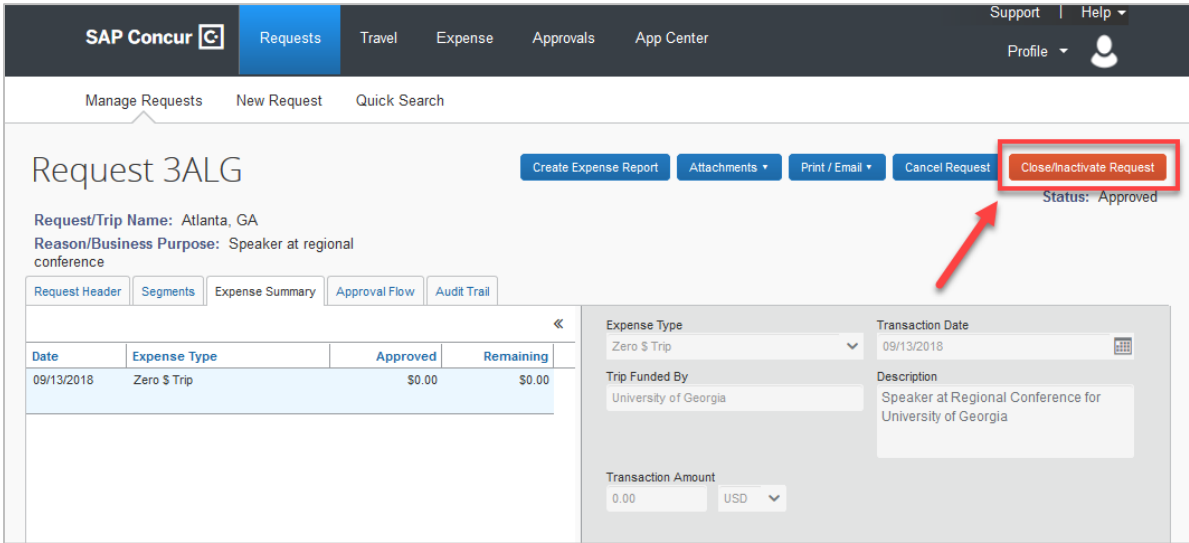 Support | Help
SAP Concur C
Requests Travel Expense Approvals App Center
Profile
Manage Requests New Request Quick Search
Request 3ALG
Create Expense Report Attachments Print / Email Cancel Request Close/Inactivate Request
Status: Approved
Request/Trip Name: Atlanta, GA
Reason/Business Purpose: Speaker at regional
conference
Request Header Segments Expense Summary Approval Flow Audit Trail
«
Date Expense Type Approved Remaining
09/13/2018 Zero $ Trip $0.00 $0.00
Expense Type Transaction Date
Zero $ Trip 09/13/2018
Trip Funded By Description
University of Georgia Speaker at Regional Conference for
University of Georgia
Transaction Amount
0.00 USD